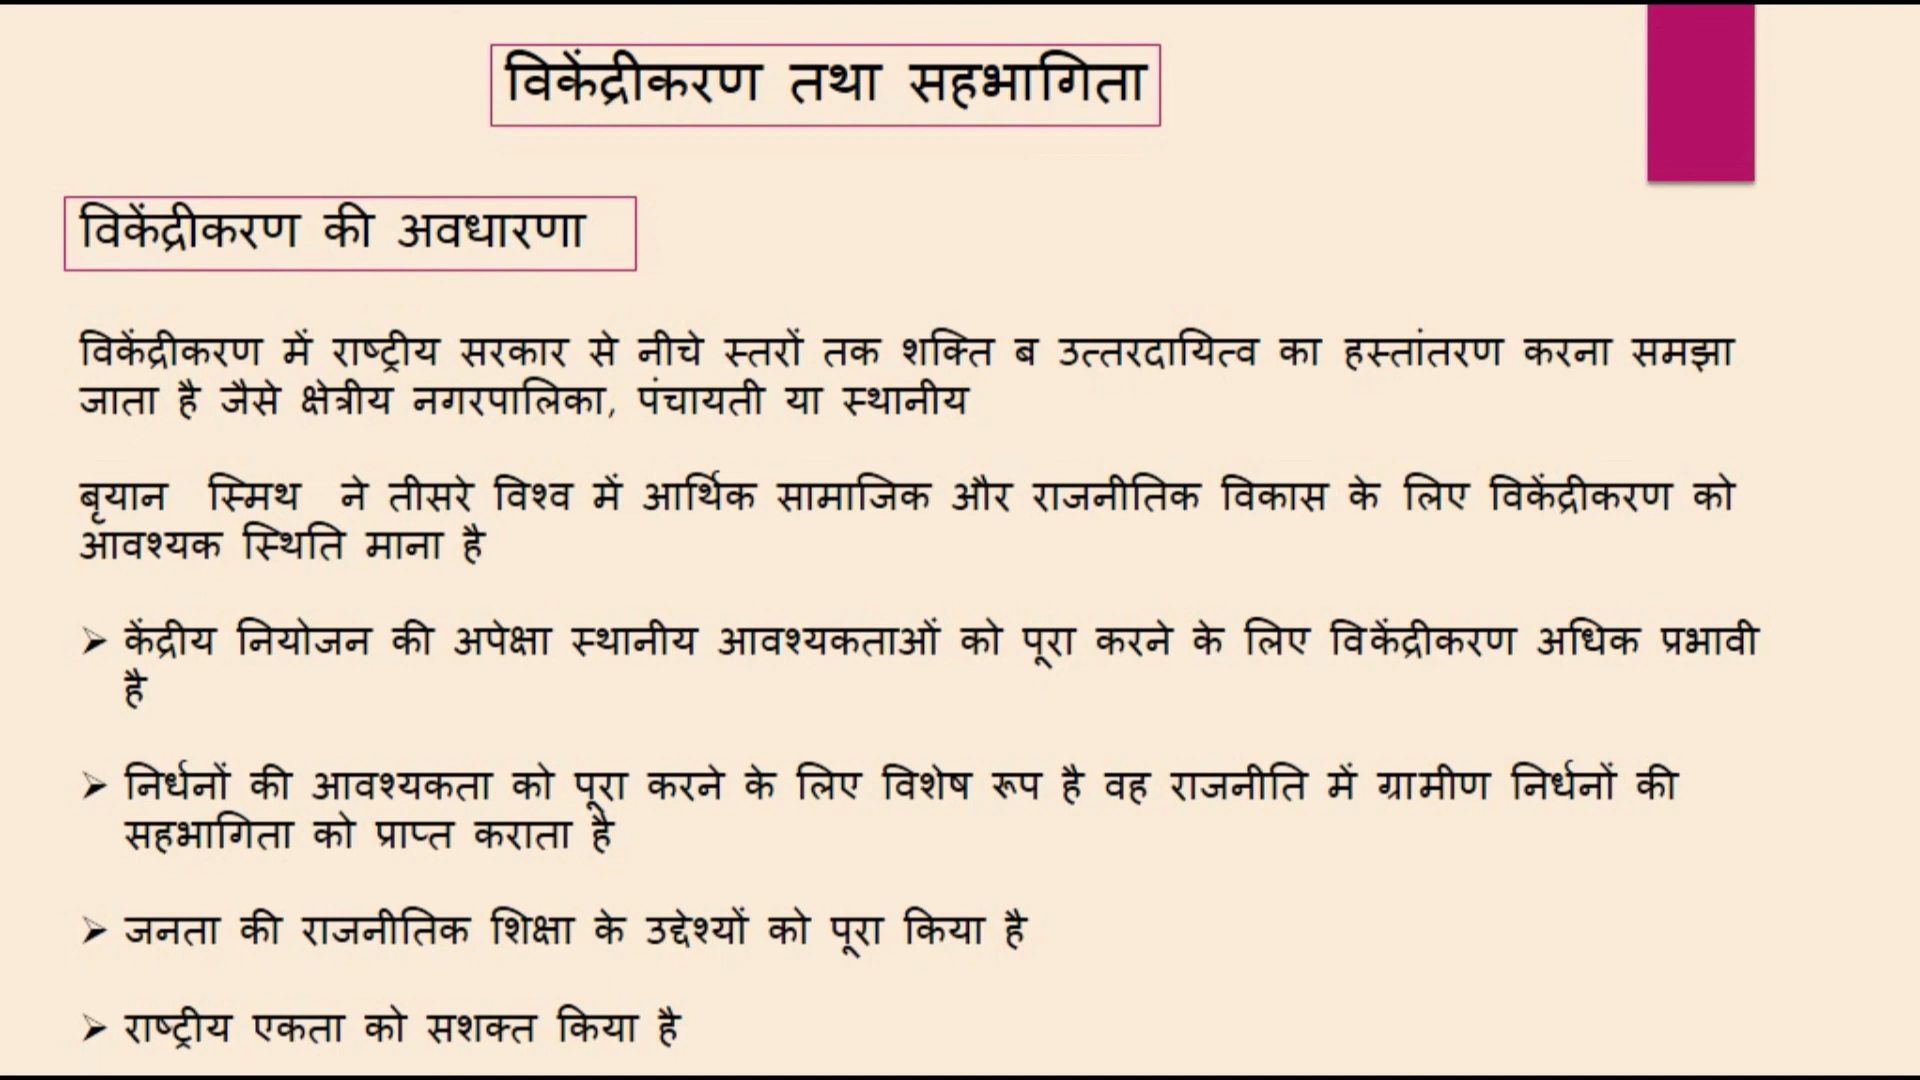 विकेंद्रीकरण तथा सहभागिता
विकेंद्रीकरण की अवधारणा
विकेंद्रीकरण में राष्ट्रीय सरकार से नीचे स्तरों तक शक्ति ब उत्तरदायित्व का हस्तांतरण करना समझा
जाता है जैसे क्षेत्रीय नगरपालिका, पंचायती या स्थानीय
बृयान स्मिथ ने तीसरे विश्व में आर्थिक सामाजिक और राजनीतिक विकास के लिए विकेंद्रीकरण को
आवश्यक स्थिति माना है
➢ केंद्रीय नियोजन की अपेक्षा स्थानीय आवश्यकताओं को पूरा करने के लिए विकेंद्रीकरण अधिक प्रभावी
है
➢ निर्धनों की आवश्यकता को पूरा करने के लिए विशेष रूप है वह राजनीति में ग्रामीण निर्धनों की
सहभागिता को प्राप्त कराता है
➢ जनता की राजनीतिक शिक्षा के उद्देश्यों को पूरा किया है
➢ राष्ट्रीय एकता को सशक्त किया है